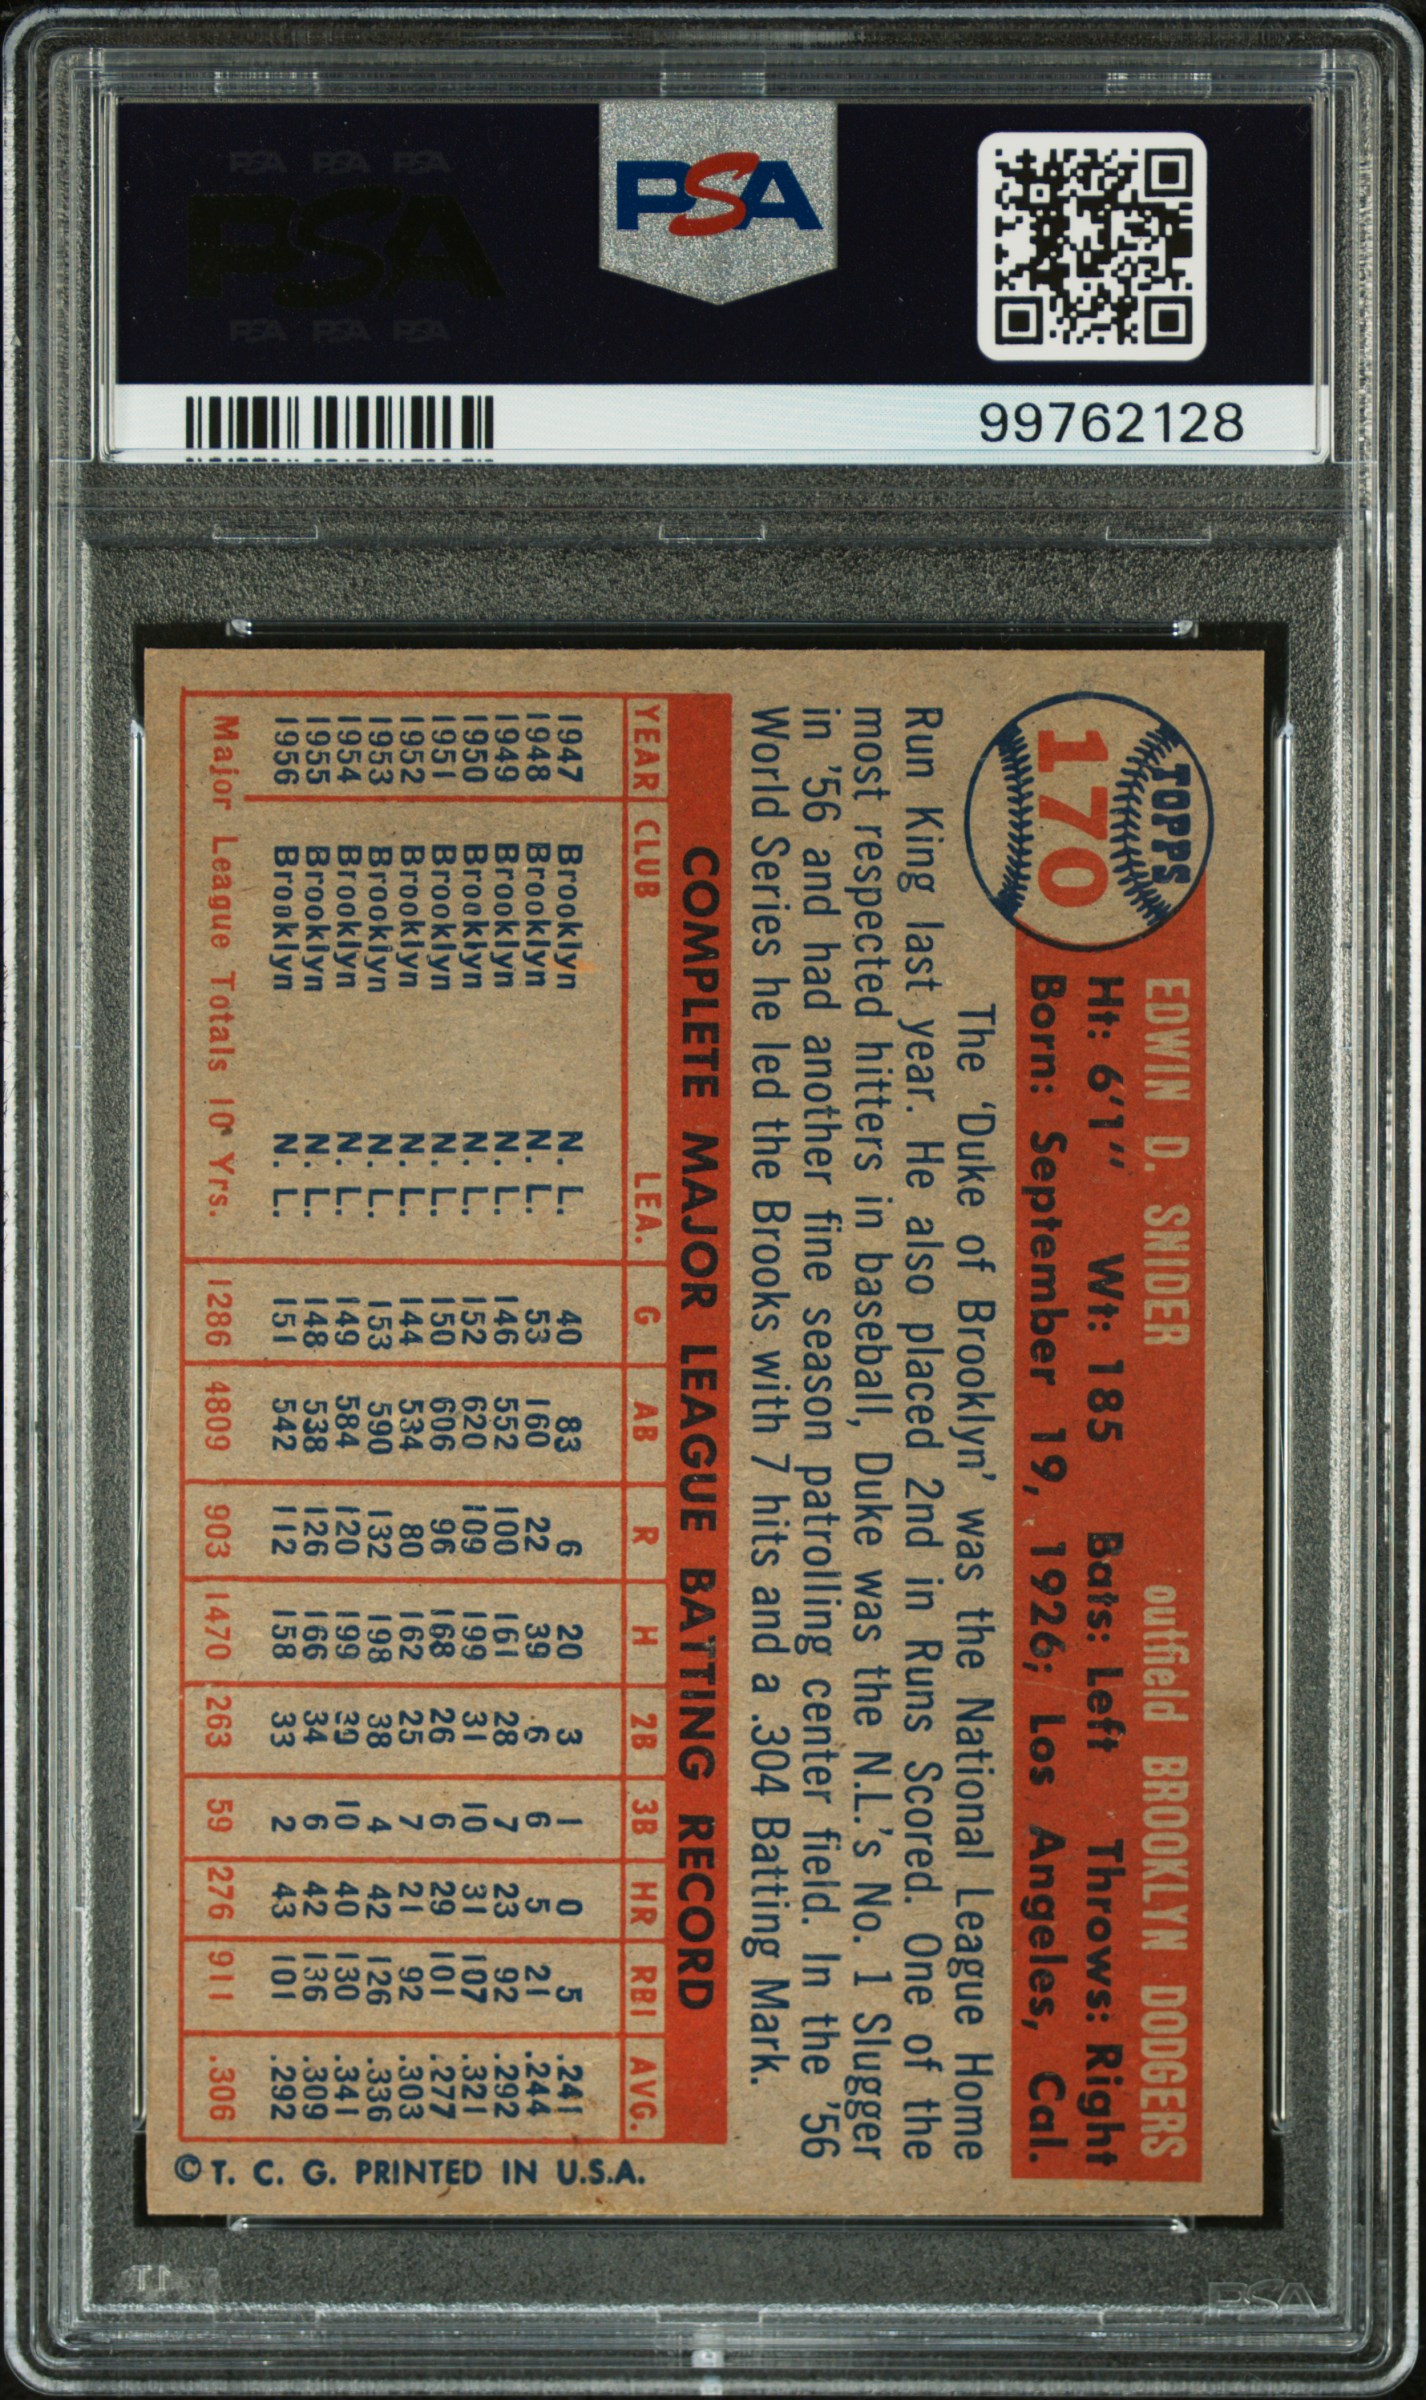 PSA PSA PSA
PSA
PSA PSA PSA
PSA
99762128
TOPPS
170
EDWIN D. SNIDER outfield BROOKLYN DODGERS
Ht: 6'1" Wt: 185 Bats: Left Throws: Right
Born: September 19, 1926; Los Angeles, Cal.
The 'Duke of Brooklyn' was the National League Home
Run King last year. He also placed 2nd in Runs Scored. One of the
most respected hitters in baseball, Duke was the N.L.'s No. 1 Slugger
in '56 and had another fine season patrolling center field. In the '56
World Series he led the Brooks with 7 hits and a .304 Batting Mark.
COMPLETE MAJOR LEAGUE BATTING RECORD
YEAR CLUB LEA. G AB R H 2B 3B HR RBI AVG.
1947 Brooklyn N. L. 40 83 6 20 3 1 0 5 .241
1948 Brooklyn N. L. 53 160 22 39 6 6 5 21 .244
1949 Brooklyn N. L. 146 552 100 161 28 7 23 92 .292
1950 Brooklyn N. L. 152 620 109 199 31 10 31 107 .321
1951 Brooklyn N. L. 150 606 96 168 26 6 29 101 .277
1952 Brooklyn N. L. 144 534 80 162 25 7 21 92 .303
1953 Brooklyn N. L. 153 590 132 198 38 4 42 126 .336
1954 Brooklyn N. L. 149 584 120 199 39 10 40 130 .341
1955 Brooklyn N. L. 148 538 126 166 34 6 42 136 .309
1956 Brooklyn N. L. 151 542 112 158 33 2 43 101 .292
Major League Totals 10 Yrs. 1286 4809 903 1470 263 59 276 911 .306
© T. C. G. PRINTED IN U.S.A.
PSA